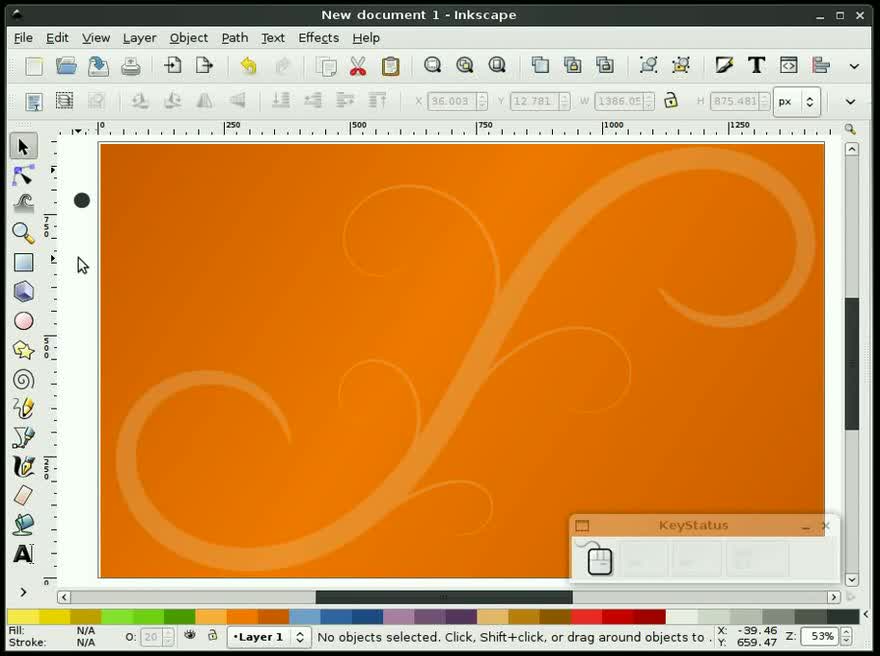 New document 1 - Inkscape
File Edit View Layer Object Path Text Effects Help
X 36.003 Y 12.781 W 1386.05 H 875.481 px
0 250 500 750 1000 1250
750
500
250
0
KeyStatus
Fill: N/A
Stroke: N/A
O: 20
•Layer 1
No objects selected. Click, Shift+click, or drag around objects to .
X: -39.46
Y: 659.47
Z: 53%